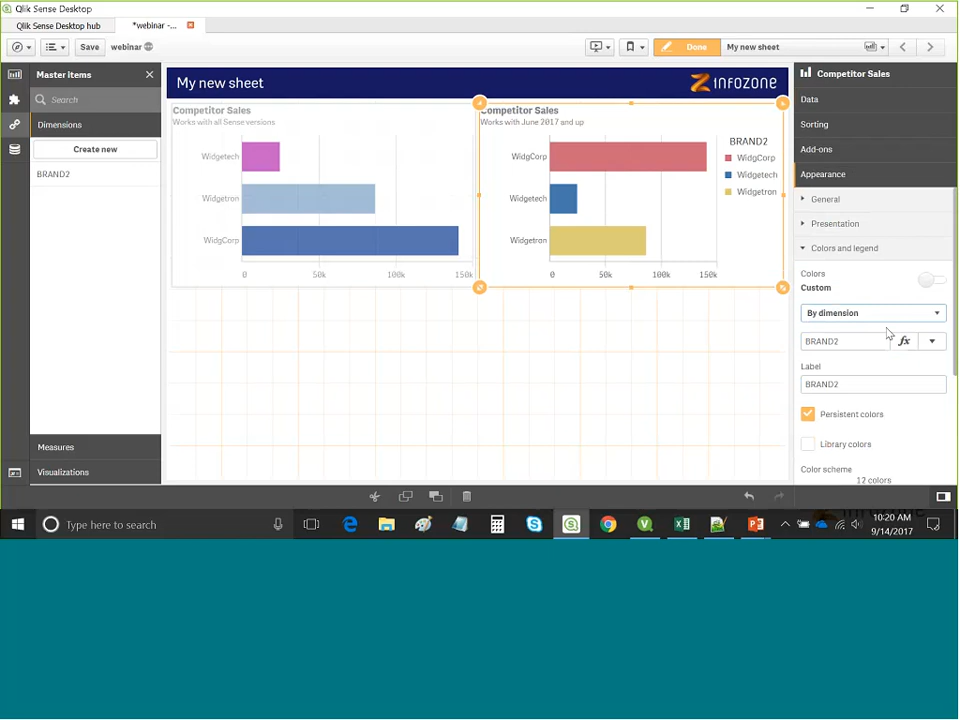 Qlik Sense Desktop
Qlik Sense Desktop hub
*webinar -...
Save
webinar
Done
My new sheet
Master items
Search
Dimensions
Create new
BRAND2
Measures
Visualizations
My new sheet
INFOZONE
Competitor Sales
Works with all Sense versions
Widgetech
Widgetron
WidgCorp
0
50k
100k
150k
Competitor Sales
Works with June 2017 and up
WidgCorp
Widgetech
Widgetron
0
50k
100k
150k
BRAND2
WidgCorp
Widgetech
Widgetron
Competitor Sales
Data
Sorting
Add-ons
Appearance
General
Presentation
Colors and legend
Colors
Custom
By dimension
BRAND2
fx
Label
BRAND2
Persistent colors
Library colors
Color scheme
12 colors
Type here to search
10:20 AM
9/14/2017